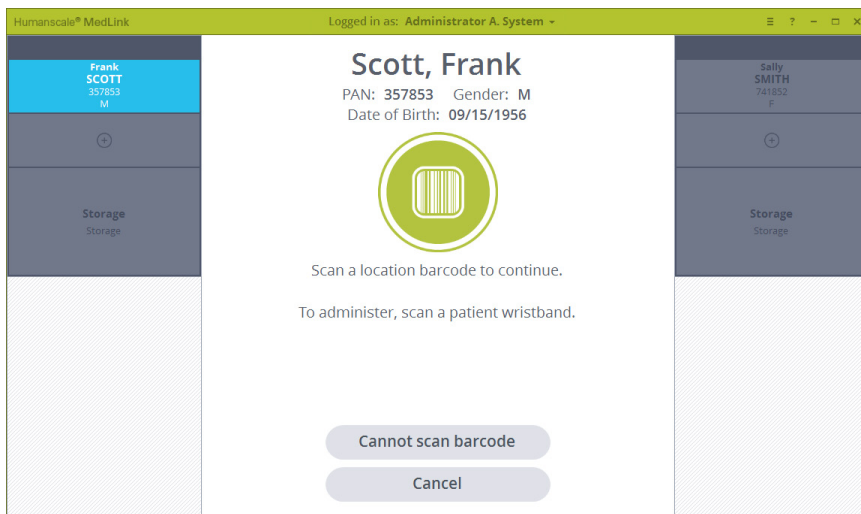 Humanscale® MedLink
Logged in as: Administrator A. System
?
Frank
SCOTT
357853
M
Storage
Storage
Scott, Frank
PAN: 357853 Gender: M
Date of Birth: 09/15/1956
Scan a location barcode to continue.
To administer, scan a patient wristband.
Cannot scan barcode
Cancel
Sally
SMITH
741852
F
Storage
Storage